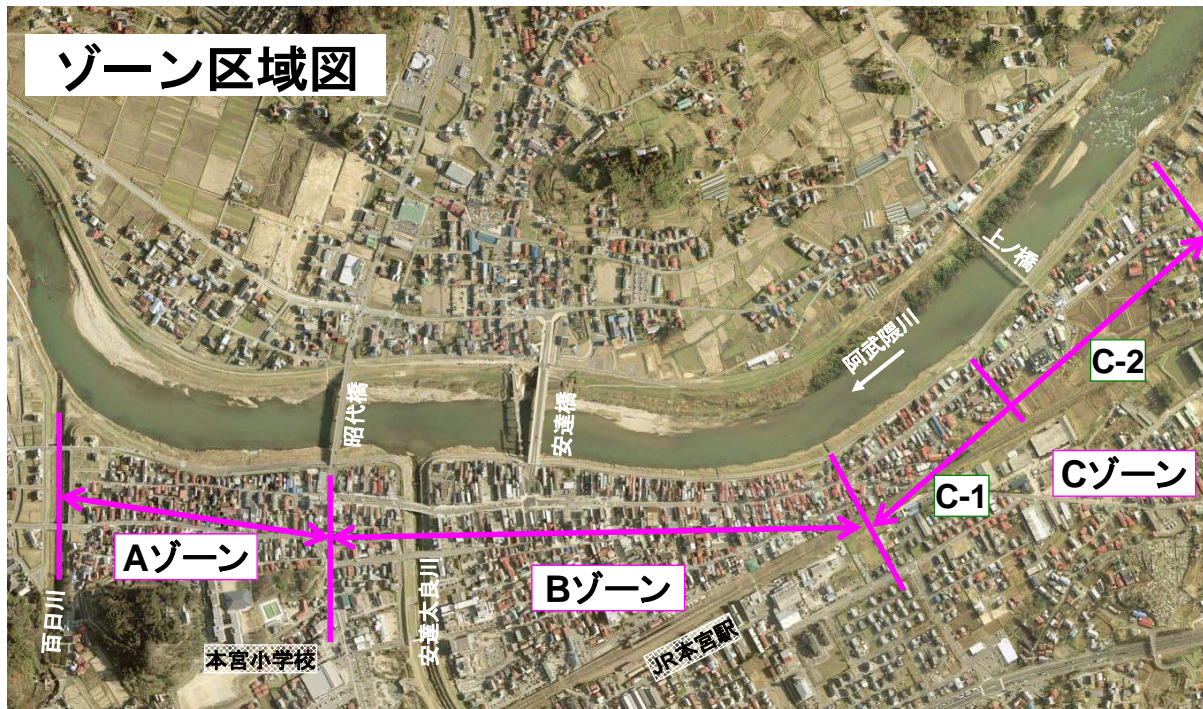 ゾーン区域図
上ノ橋
阿武隈川
C-2
昭代橋
安達橋
Cゾーン
C-1
Aゾーン
Bゾーン
百日川
安達太良川
本宮小学校
JR本宮駅